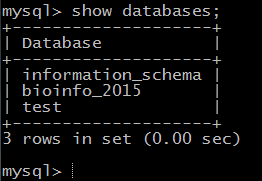 mysql> show databases;
+--------------------+
| Database           |
+--------------------+
| information_schema |
| bioinfo_2015       |
| test               |
+--------------------+
3 rows in set (0.00 sec)
mysql>